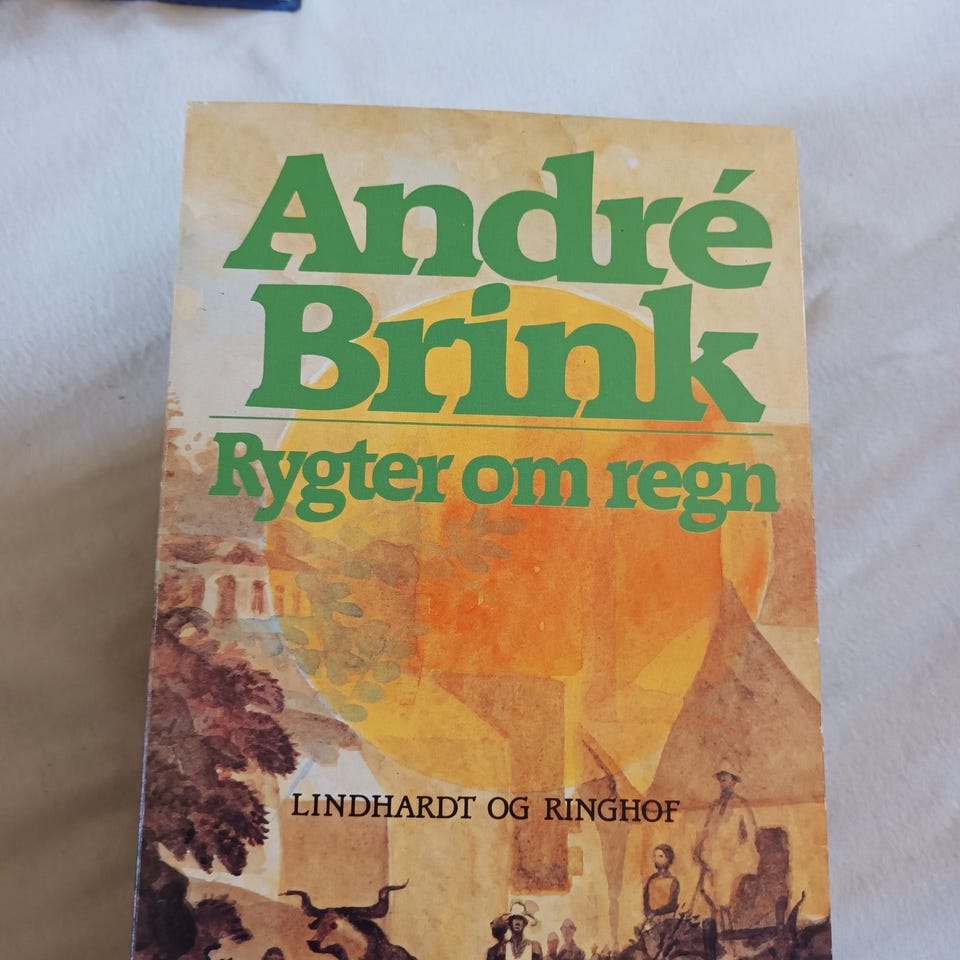 André
Brink
Rygter om regn
LINDHARDT OG RINGHOF